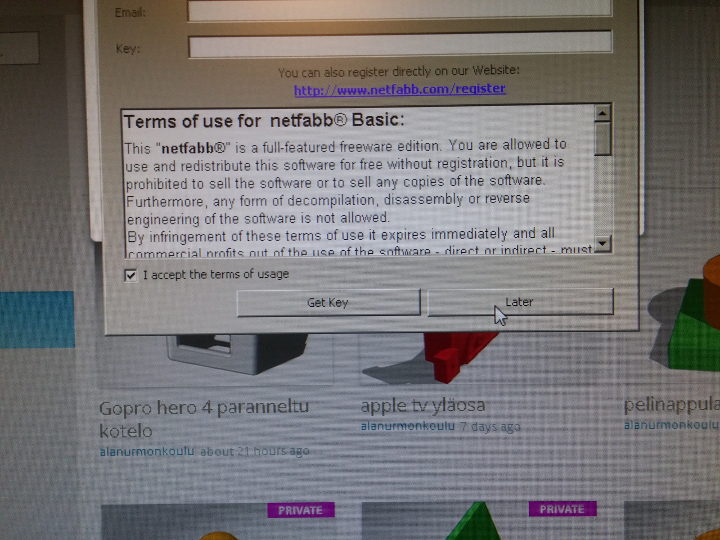 Email:
Key:
You can also register directly on our Website:
http://www.netfabb.com/register
Terms of use for netfabb® Basic:
This "netfabb®" is a full-featured freeware edition. You are allowed to
use and redistribute this software for free without registration, but it is
prohibited to sell the software or to sell any copies of the software.
Furthermore, any form of decompilation, disassembly or reverse
engineering of the software is not allowed.
By infringement of these terms of use it expires immediately and all
commercial profits out of the use of the software - direct or indirect - must
I accept the terms of usage
Get Key
Later
Gopro hero 4 paranneltu
kotelo
alanurmonkoulu about 21 hours ago
apple tv yläosa
alanurmonkoulu 7 days ago
pelinappula
alanurmonkoulu
PRIVATE
PRIVATE